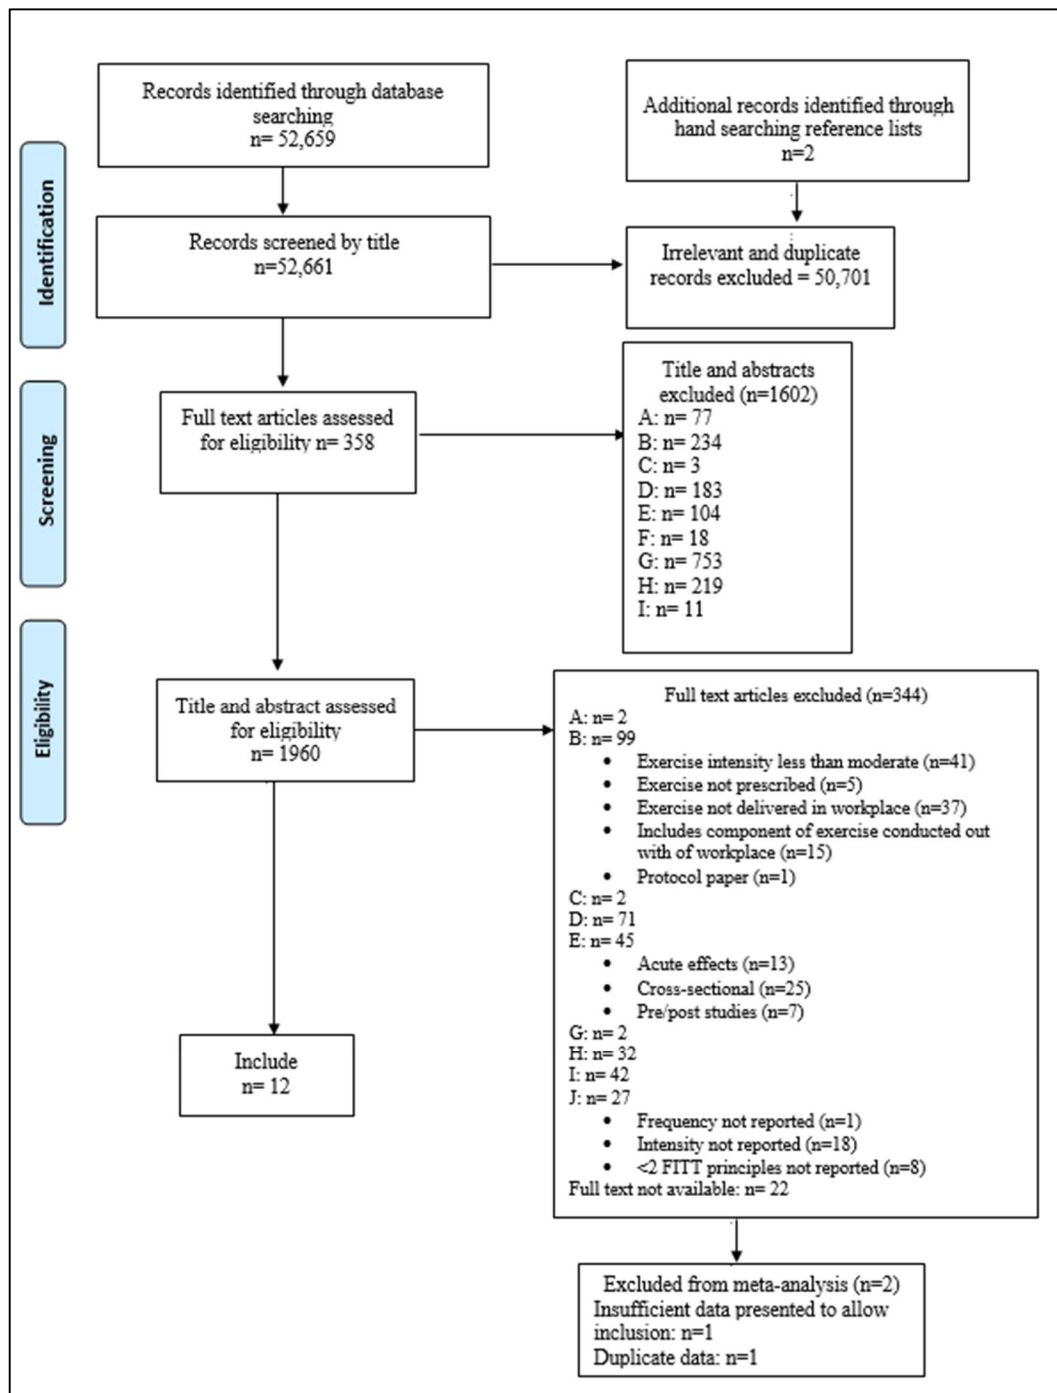 Records identified through database
searching
n= 52,659
Additional records identified through
hand searching reference lists
n=2
Identification
Records screened by title
n=52,661
Irrelevant and duplicate
records excluded = 50,701
Screening
Full text articles assessed
for eligibility n= 358
Title and abstracts
excluded (n=1602)
A: n= 77
B: n= 234
C: n= 3
D: n= 183
E: n= 104
F: n= 18
G: n= 753
H: n= 219
I: n= 11
Eligibility
Title and abstract assessed
for eligibility
n= 1960
Full text articles excluded (n=344)
A: n= 2
B: n= 99
• Exercise intensity less than moderate (n=41)
• Exercise not prescribed (n=5)
• Exercise not delivered in workplace (n=37)
• Includes component of exercise conducted out
with of workplace (n=15)
• Protocol paper (n=1)
C: n= 2
D: n= 71
E: n= 45
• Acute effects (n=13)
• Cross-sectional (n=25)
• Pre/post studies (n=7)
G: n= 2
H: n= 32
I: n= 42
J: n= 27
• Frequency not reported (n=1)
• Intensity not reported (n=18)
• <2 FITT principles not reported (n=8)
Full text not available: n= 22
Include
n= 12
Excluded from meta-analysis (n=2)
Insufficient data presented to allow
inclusion: n=1
Duplicate data: n=1